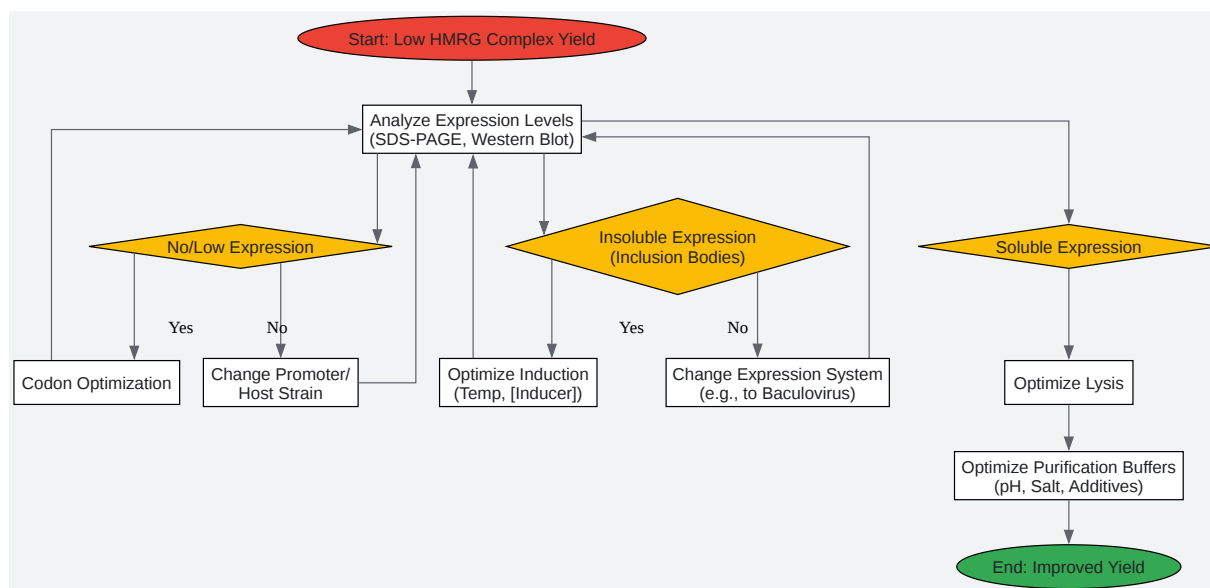 Start: Low HMRG Complex Yield
Analyze Expression Levels
(SDS-PAGE, Western Blot)
No/Low Expression
Insoluble Expression
(Inclusion Bodies)
Soluble Expression
Yes
No
Yes
No
Codon Optimization
Change Promoter/
Host Strain
Optimize Induction
(Temp, [Inducer])
Change Expression System
(e.g., to Baculovirus)
Optimize Lysis
Optimize Purification Buffers
(pH, Salt, Additives)
End: Improved Yield